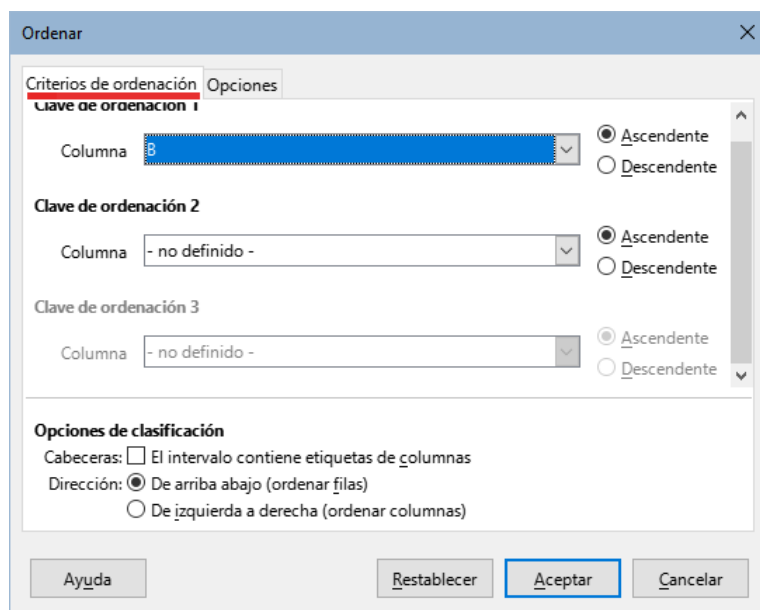 Ordenar
Criterios de ordenación Opciones
Clave de ordenación 1
Columna B Ascendente
Descendente
Clave de ordenación 2
Columna - no definido - Ascendente
Descendente
Clave de ordenación 3
Columna - no definido - Ascendente
Descendente
Opciones de clasificación
Cabeceras: El intervalo contiene etiquetas de columnas
Dirección: De arriba abajo (ordenar filas)
De izquierda a derecha (ordenar columnas)
Ayuda Restablecer Aceptar Cancelar